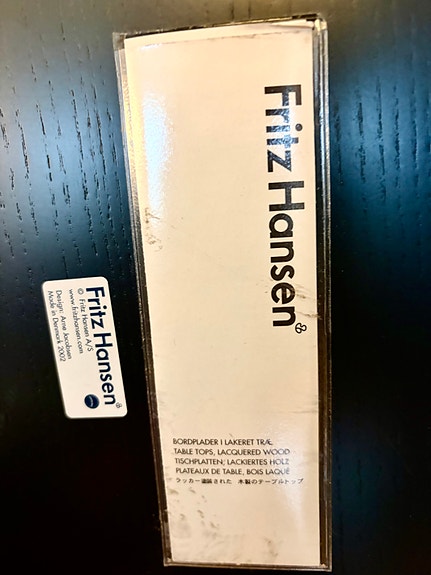 Fritz Hansen
BORDPLADER I LAKERET TRÆ,
TABLE TOPS, LACQUERED WOOD
TISCHPLATTEN, LACKIERTES HOLZ
PLATEAUX DE TABLE, BOIS LAQUÉ
ラッカー塗装された 木製のテーブルトップ
Fritz Hansen®
© Fritz Hansen A/S
www.fritzhansen.com
Design: Arne Jacobsen
Made in Denmark 2002